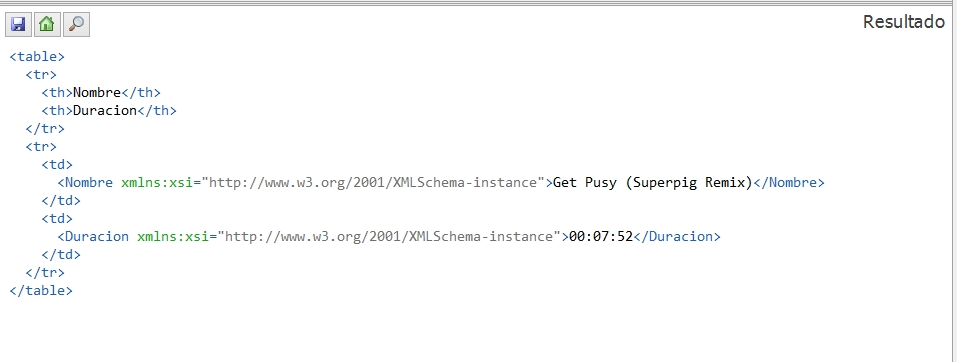 Resultado
<table>
  <tr>
    <th>Nombre</th>
    <th>Duracion</th>
  </tr>
  <tr>
    <td>
      <Nombre xmlns:xsi="http://www.w3.org/2001/XMLSchema-instance">Get Pusy (Superpig Remix)</Nombre>
    </td>
    <td>
      <Duracion xmlns:xsi="http://www.w3.org/2001/XMLSchema-instance">00:07:52</Duracion>
    </td>
  </tr>
</table>